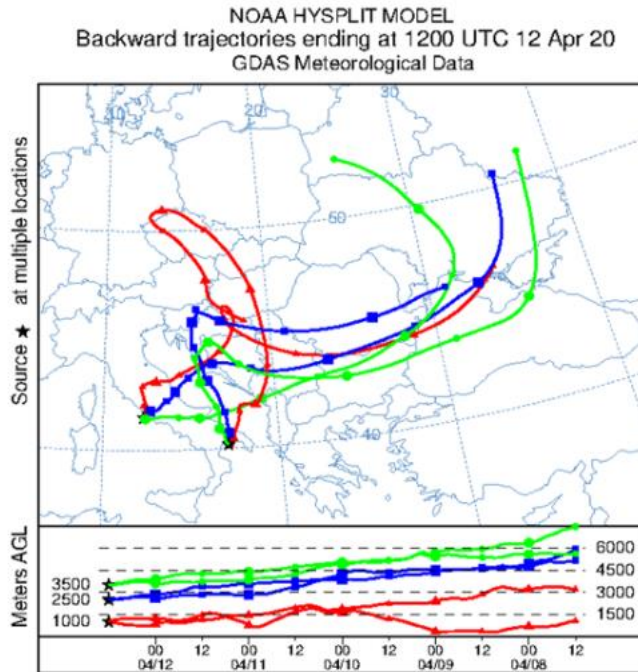 NOAA HYSPLIT MODEL
Backward trajectories ending at 1200 UTC 12 Apr 20
GDAS Meteorological Data
Source ★ at multiple locations
10
20
30
50
40
Meters AGL
6000
4500
3500
3000
2500
1500
1000
00 12 00 12 00 12 00 12 00 12
04/12 04/11 04/10 04/09 04/08